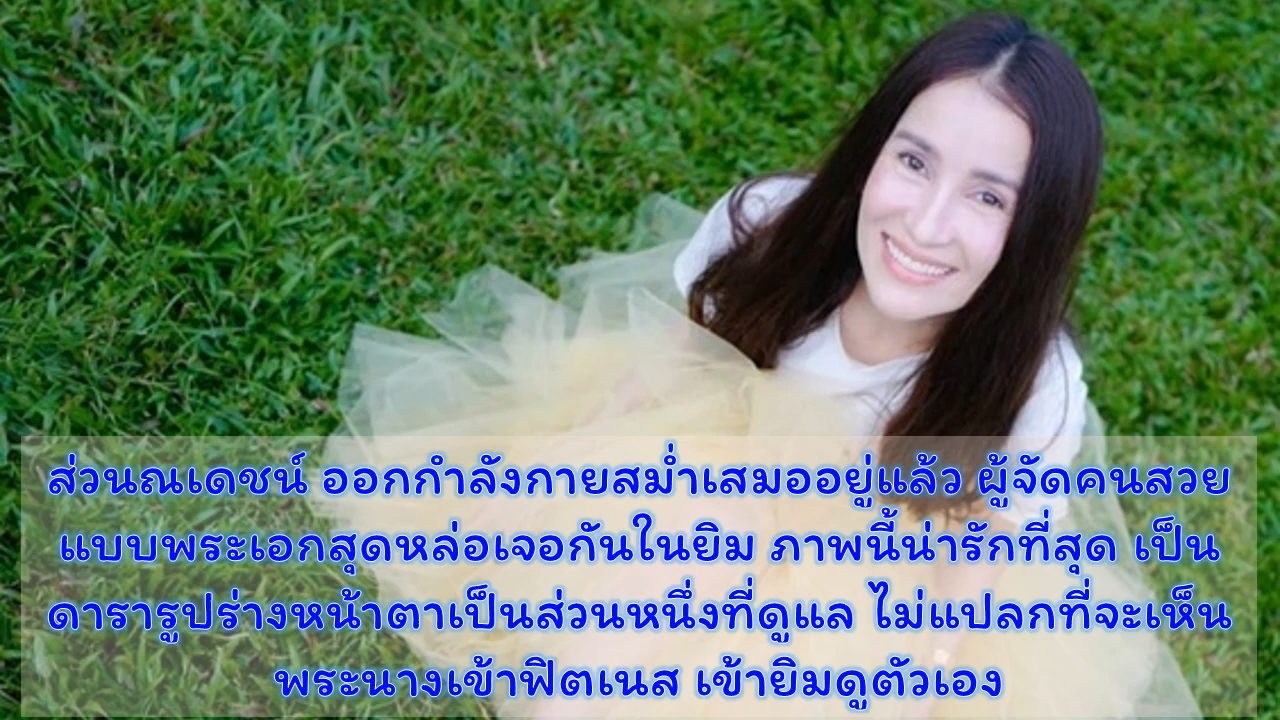 ส่วนณเดชน์ ออกกำลังกายสม่ำเสมออยู่แล้ว ผู้จัดคนสวย
แบบพระเอกสุดหล่อเจอกันในยิม ภาพนี้น่ารักที่สุด เป็น
ดารารูปร่างหน้าตาเป็นส่วนหนึ่งที่ดูแล ไม่แปลกที่จะเห็น
พระนางเข้าฟิตเนส เข้ายิมดูตัวเอง